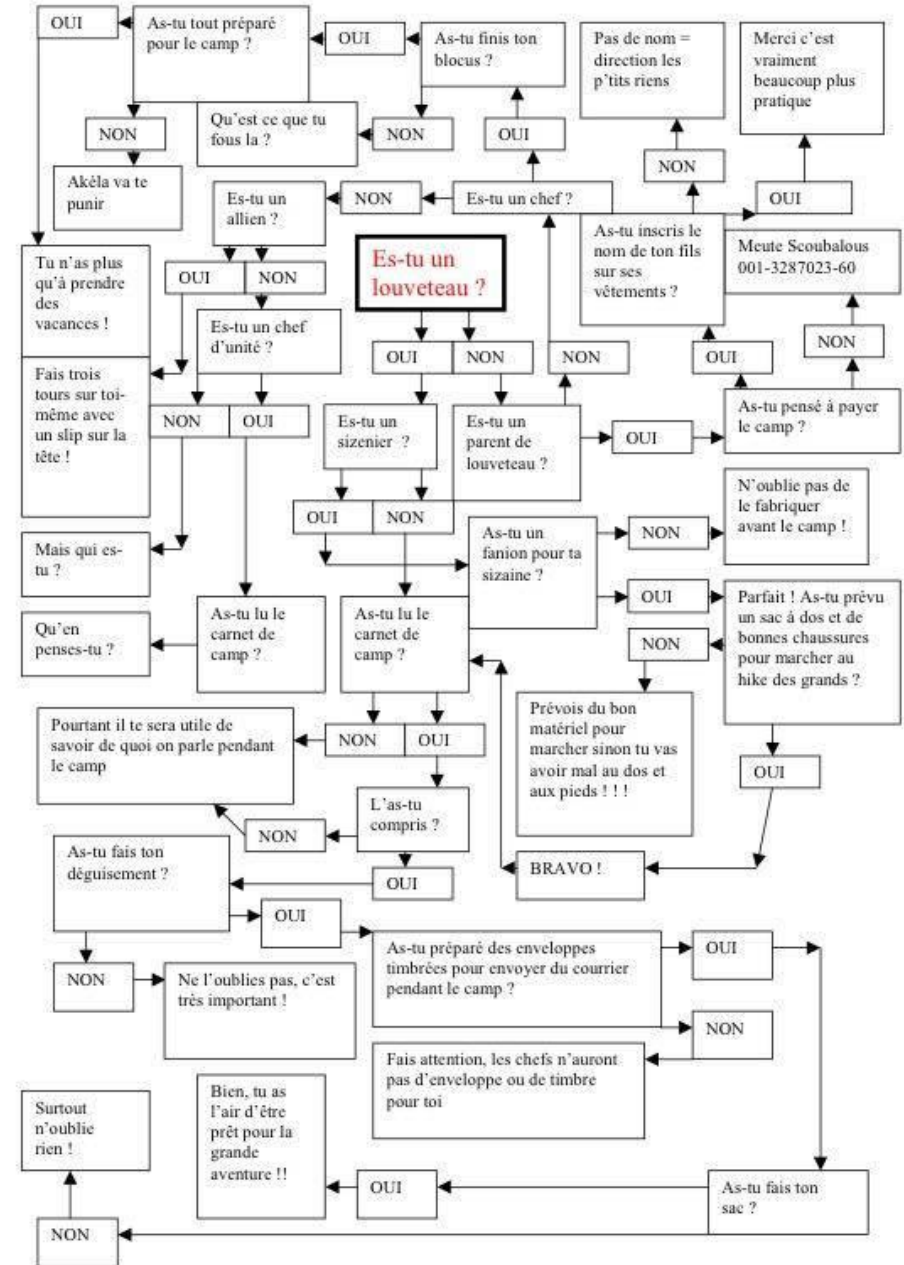 OUI
As-tu tout préparé
pour le camp ?
OUI
As-tu finis ton
blocus ?
Pas de nom =
direction les
p'tits riens
Merci c'est
vraiment
beaucoup plus
pratique
NON
Qu'est ce que tu
fous la ?
NON
OUI
NON
Akéla va te
punir
Es-tu un
allien ?
NON
Es-tu un chef ?
OUI
As-tu inscris le
nom de ton fils
sur ses
vêtements ?
Meute Scoubalous
001-3287023-60
Tu n'as plus
qu'à prendre
des
vacances !
OUI
NON
Es-tu un
louveteau ?
Es-tu un chef
d'unité ?
OUI
NON
NON
OUI
NON
Fais trois
tours sur toi-
même avec
un slip sur la
tête !
NON
OUI
Es-tu un
sizenier ?
Es-tu un
parent de
louveteau ?
OUI
As-tu pensé à payer
le camp ?
OUI
NON
As-tu un
fanion pour ta
sizaine ?
NON
N'oublie pas de
le fabriquer
avant le camp !
Mais qui es-
tu ?
Qu'en
penses-tu ?
As-tu lu le
carnet de
camp ?
As-tu lu le
carnet de
camp ?
OUI
NON
Parfait ! As-tu prévu
un sac à dos et de
bonnes chaussures
pour marcher au
hike des grands ?
Pourtant il te sera utile de
savoir de quoi on parle pendant
le camp
NON
OUI
Prévois du bon
matériel pour
marcher sinon tu vas
avoir mal au dos et
aux pieds ! ! !
OUI
L'as-tu
compris ?
NON
As-tu fais ton
déguisement ?
OUI
BRAVO !
OUI
As-tu préparé des enveloppes
timbrées pour envoyer du courrier
pendant le camp ?
OUI
NON
Ne l'oublies pas, c'est
très important !
NON
Fais attention, les chefs n'auront
pas d'enveloppe ou de timbre
pour toi
Surtout
n'oublie
rien !
Bien, tu as
l'air d'être
prêt pour la
grande
aventure !!
OUI
As-tu fais ton
sac ?
NON